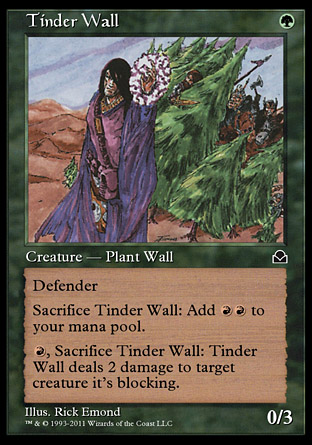 Tinder Wall
Creature — Plant Wall
Defender
Sacrifice Tinder Wall: Add to
your mana pool.
, Sacrifice Tinder Wall: Tinder
Wall deals 2 damage to target
creature it's blocking.
Illus. Rick Emond
™ & © 1993-2011 Wizards of the Coast LLC
0/3